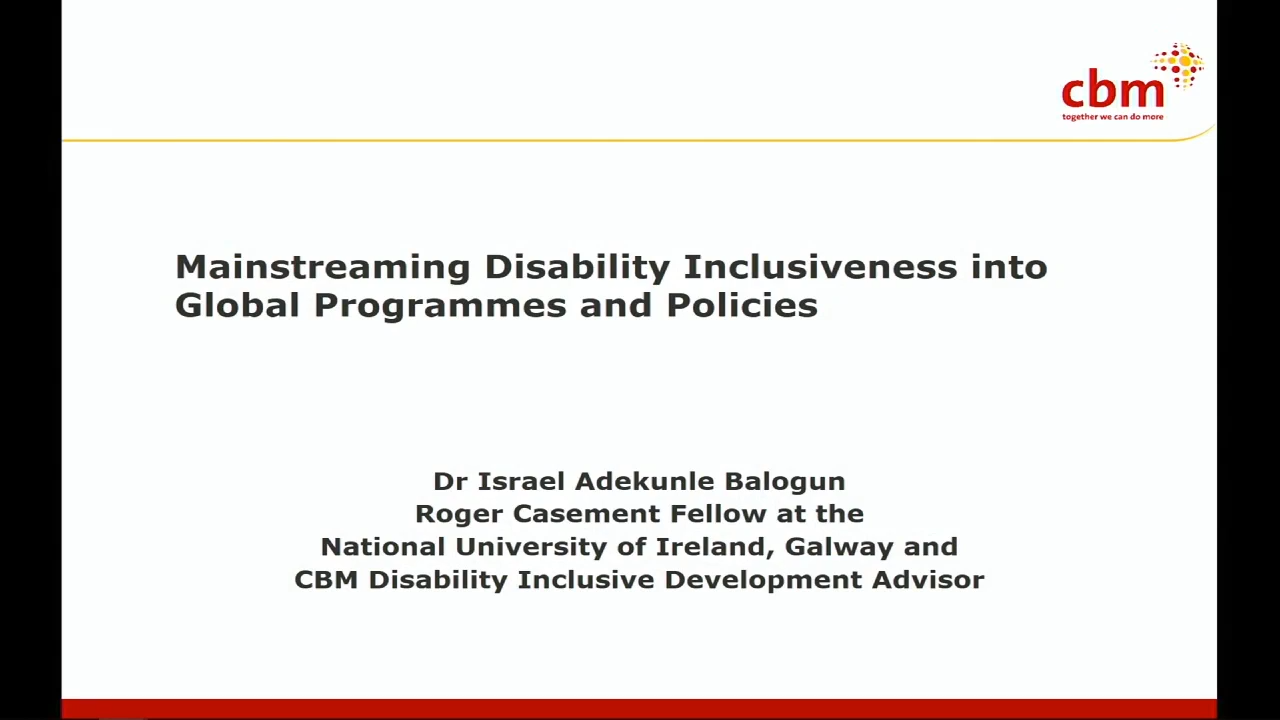 cbm
together we can do more
Mainstreaming Disability Inclusiveness into
Global Programmes and Policies
Dr Israel Adekunle Balogun
Roger Casement Fellow at the
National University of Ireland, Galway and
CBM Disability Inclusive Development Advisor